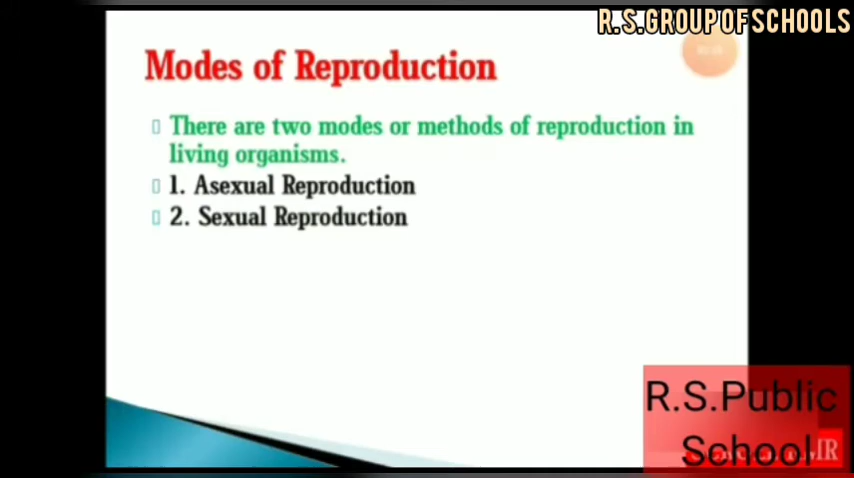 R.S.GROUP OF SCHOOLS
Modes of Reproduction
There are two modes or methods of reproduction in
living organisms.
1. Asexual Reproduction
2. Sexual Reproduction
R.S.Public
School